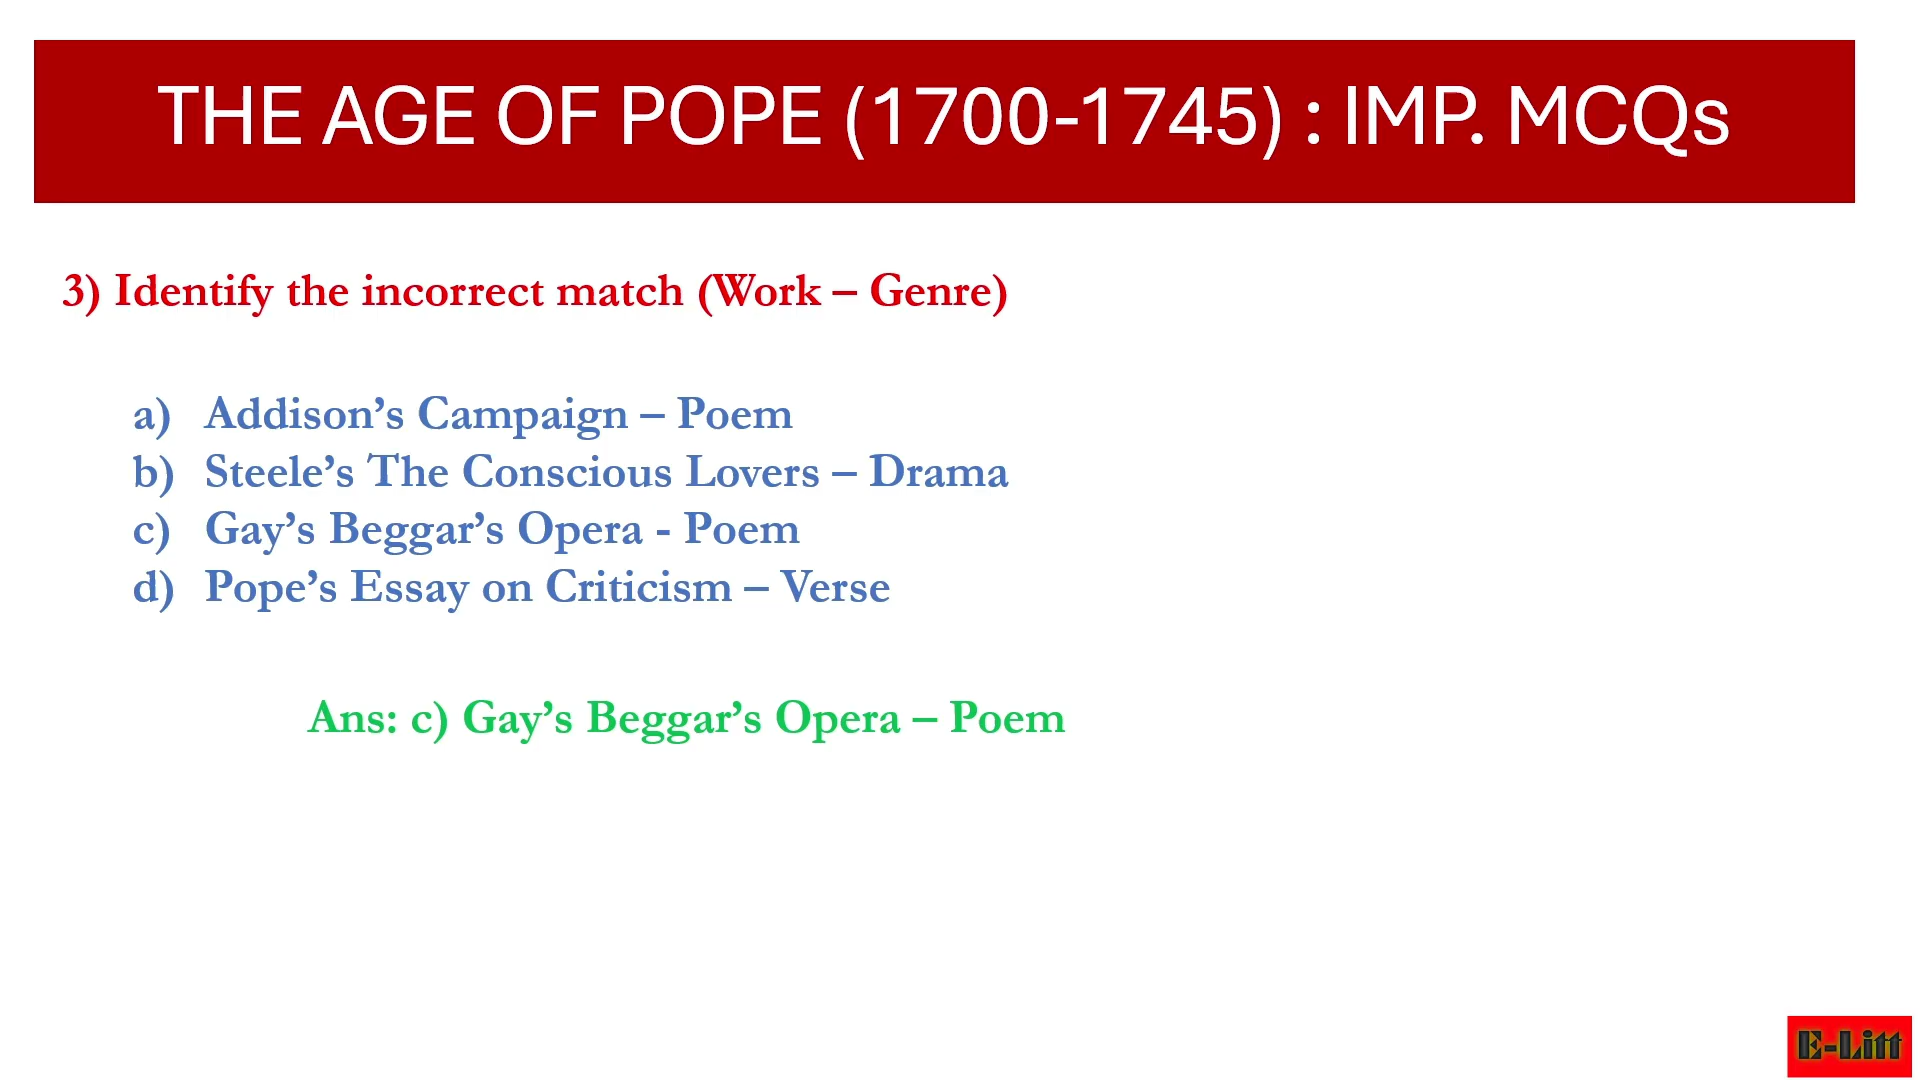 THE AGE OF POPE (1700-1745) : IMP. MCQs
3) Identify the incorrect match (Work – Genre)
a) Addison’s Campaign – Poem
b) Steele’s The Conscious Lovers – Drama
c) Gay’s Beggar’s Opera - Poem
d) Pope’s Essay on Criticism – Verse
Ans: c) Gay’s Beggar’s Opera – Poem
E-Litt